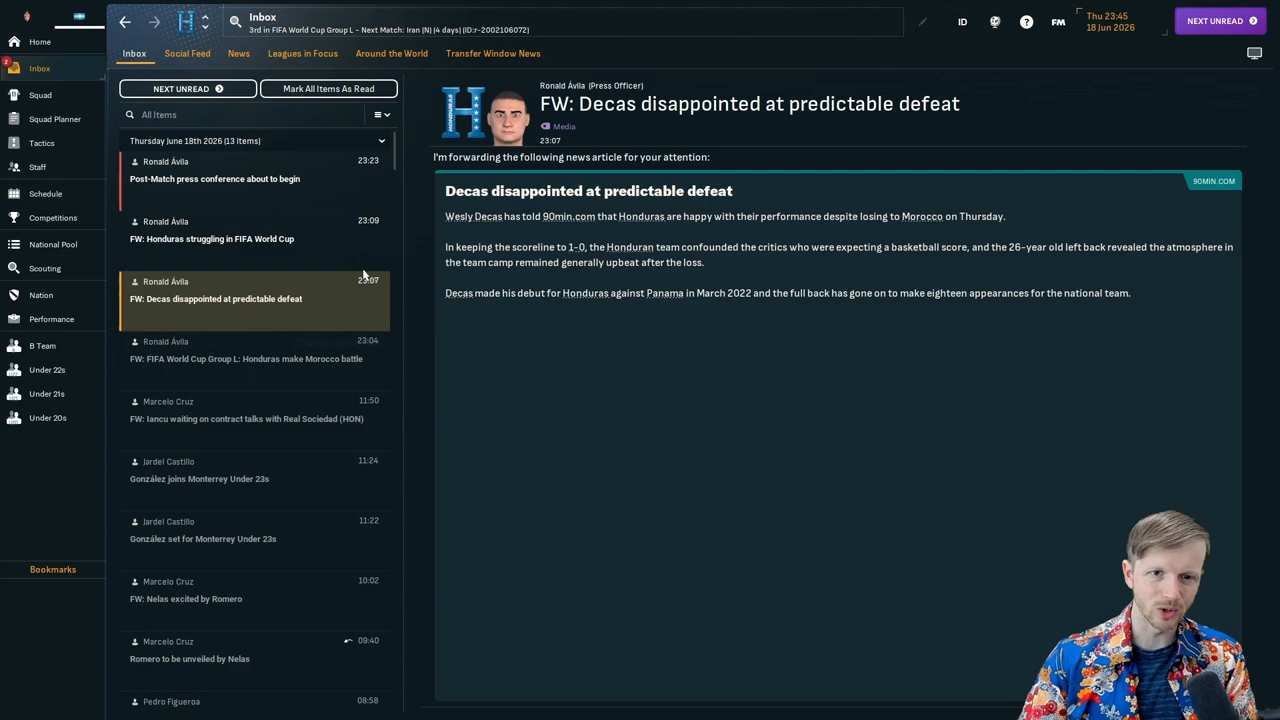 Inbox
3rd in FIFA World Cup Group L - Next Match: Iran (N) (4 days) (ID:r-2002106072)
ID
?
FM
Thu 23:45
18 Jun 2026
NEXT UNREAD
Home
2
Inbox
Squad
Squad Planner
Tactics
Staff
Schedule
Competitions
National Pool
Scouting
Nation
Performance
B Team
Under 22s
Under 21s
Under 20s
Bookmarks
Inbox
Social Feed
News
Leagues in Focus
Around the World
Transfer Window News
NEXT UNREAD
Mark All Items As Read
All Items
Thursday June 18th 2026 (13 items)
Ronald Ávila 23:23
Post-Match press conference about to begin
Ronald Ávila 23:09
FW: Honduras struggling in FIFA World Cup
Ronald Ávila 23:07
FW: Decas disappointed at predictable defeat
Ronald Ávila 23:04
FW: FIFA World Cup Group L: Honduras make Morocco battle
Marcelo Cruz 11:50
FW: Iancu waiting on contract talks with Real Sociedad (HON)
Jardel Castillo 11:24
González joins Monterrey Under 23s
Jardel Castillo 11:22
González set for Monterrey Under 23s
Marcelo Cruz 10:02
FW: Nelas excited by Romero
Marcelo Cruz 09:40
Romero to be unveiled by Nelas
Pedro Figueroa 08:58
HONDURAS
Ronald Ávila (Press Officer)
FW: Decas disappointed at predictable defeat
Media
23:07
I'm forwarding the following news article for your attention:
90MIN.COM
Decas disappointed at predictable defeat
Wesly Decas has told 90min.com that Honduras are happy with their performance despite losing to Morocco on Thursday.
In keeping the scoreline to 1-0, the Honduran team confounded the critics who were expecting a basketball score, and the 26-year old left back revealed the atmosphere in
the team camp remained generally upbeat after the loss.
Decas made his debut for Honduras against Panama in March 2022 and the full back has gone on to make eighteen appearances for the national team.